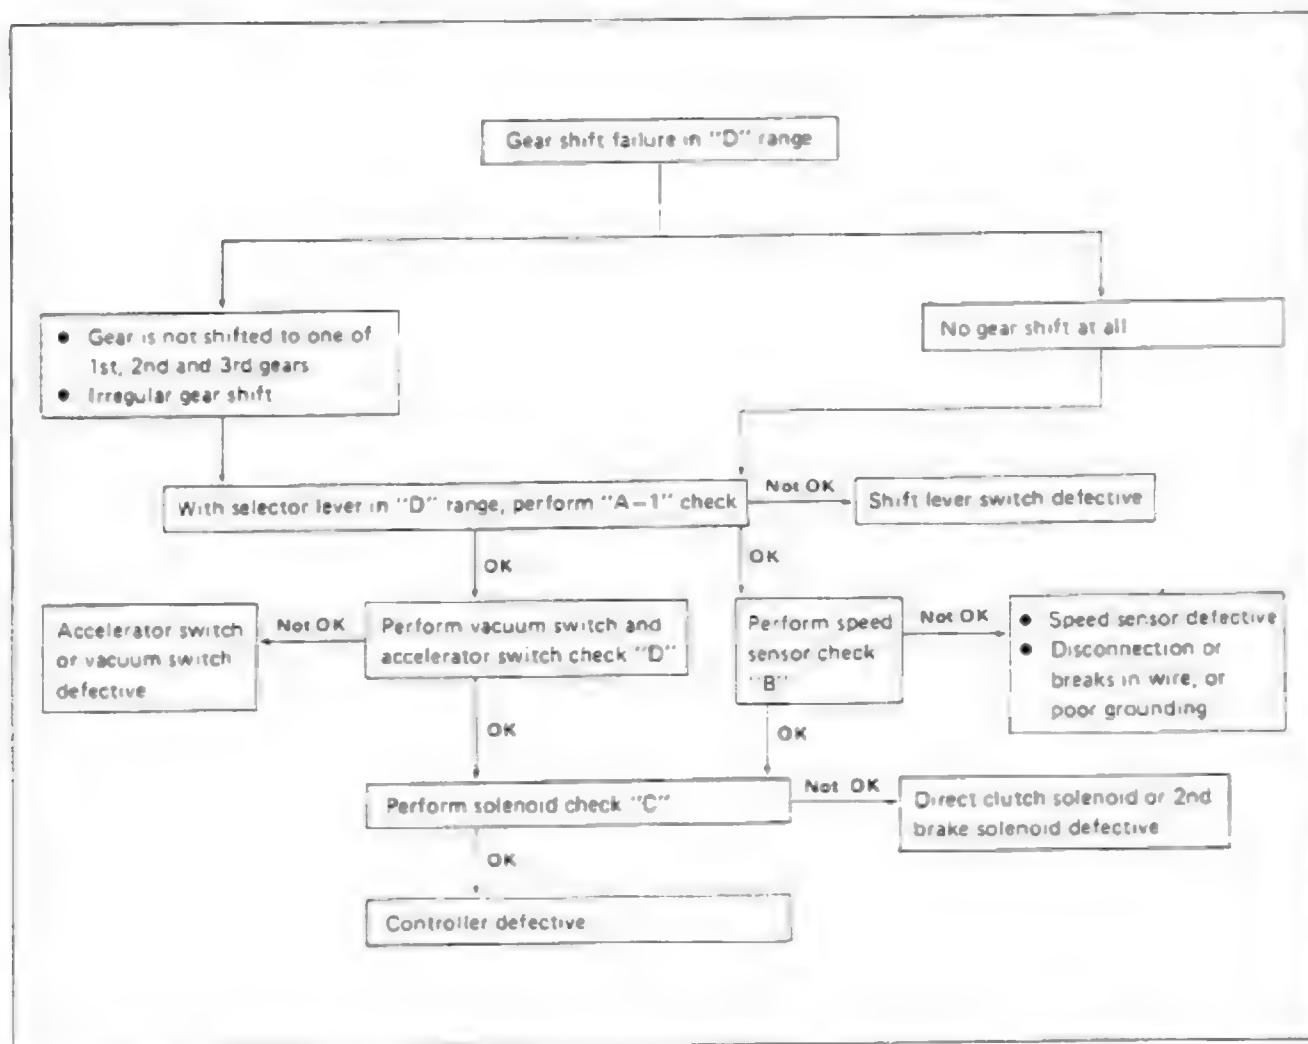 Gear shift failure in "D" range
● Gear is not shifted to one of
1st, 2nd and 3rd gears
● Irregular gear shift
No gear shift at all
With selector lever in "D" range, perform "A-1" check
Not OK
Shift lever switch defective
OK
OK
Accelerator switch
or vacuum switch
defective
Not OK
Perform vacuum switch and
accelerator switch check "D"
Perform speed
sensor check
"B"
Not OK
● Speed sensor defective
● Disconnection or
breaks in wire, or
poor grounding
OK
OK
Perform solenoid check "C"
Not OK
Direct clutch solenoid or 2nd
brake solenoid defective
OK
Controller defective